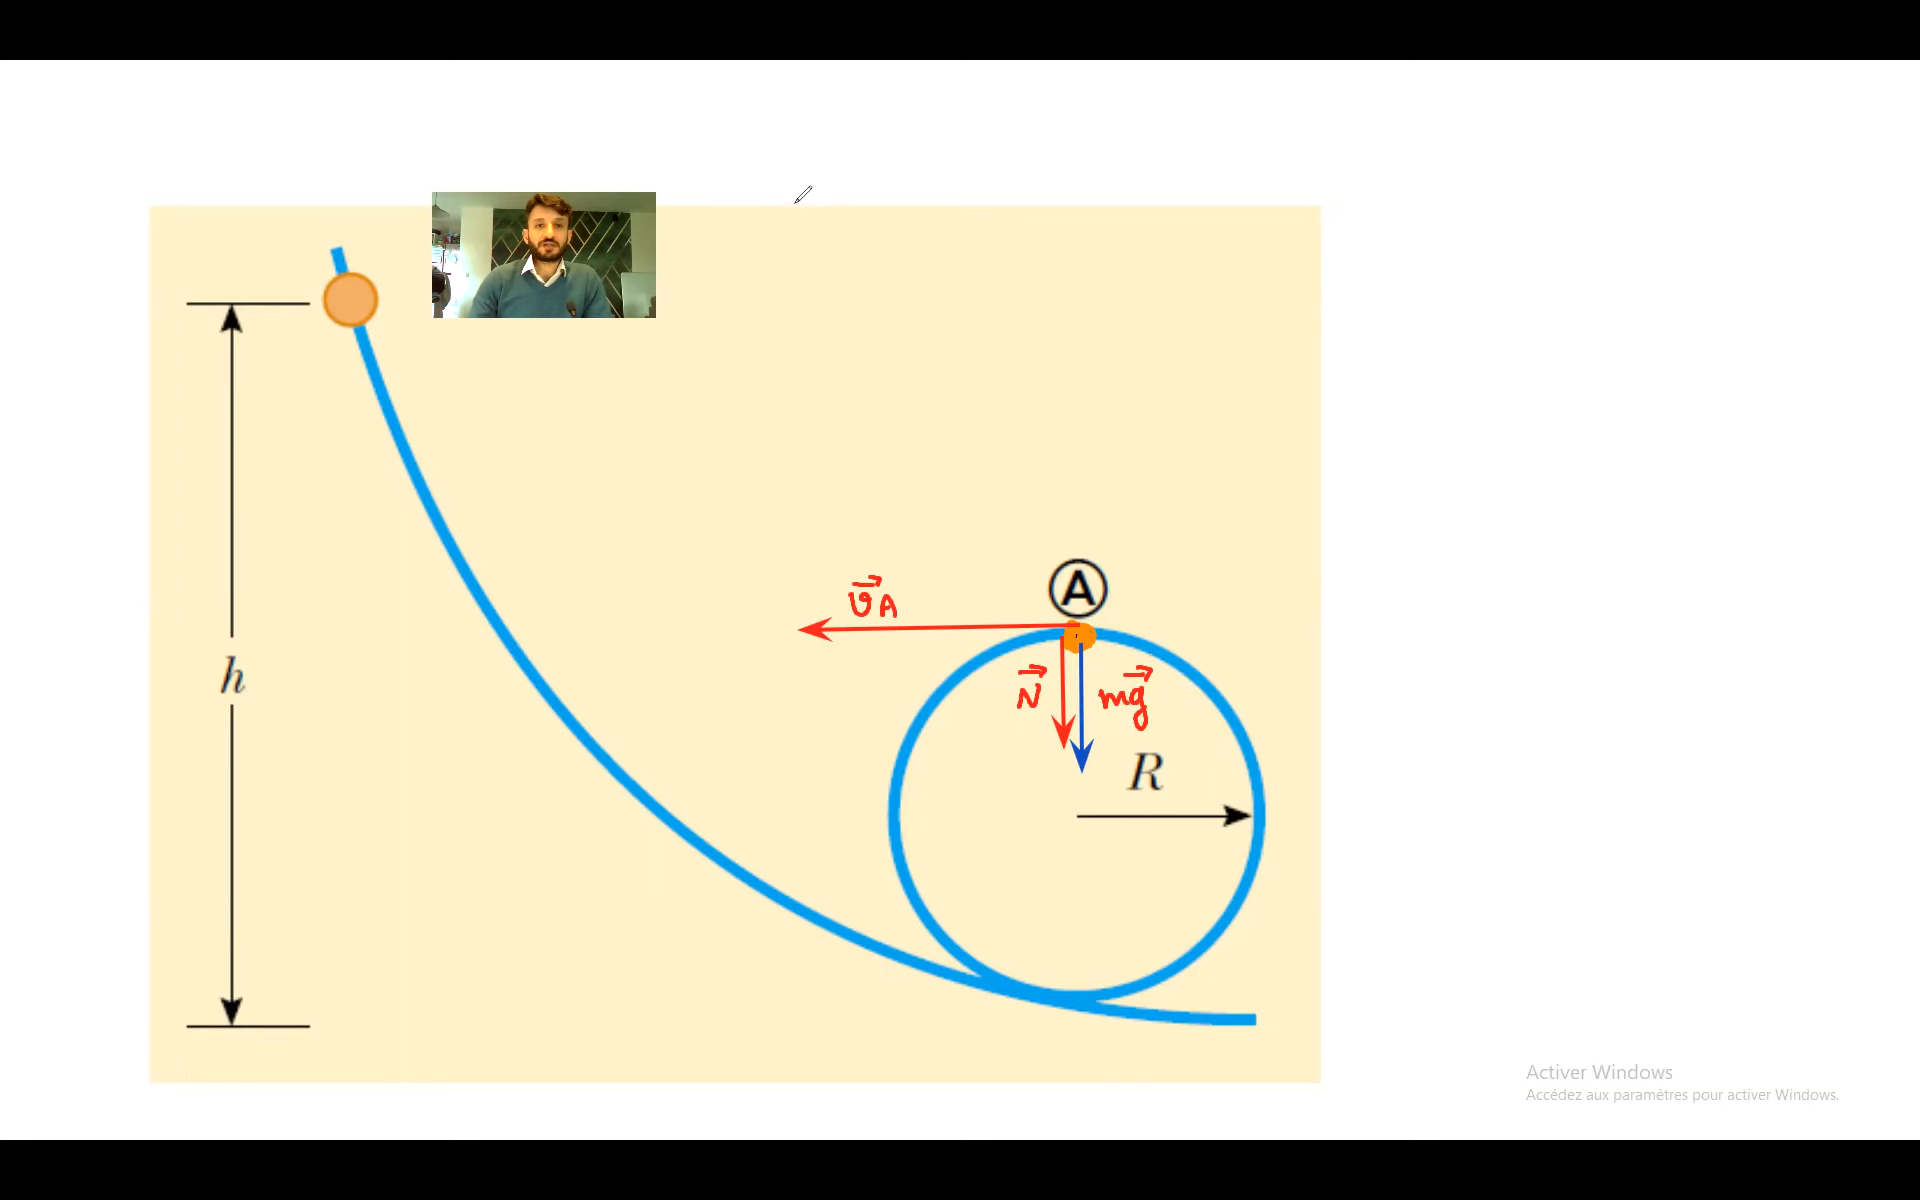 h
A
v⃗A
N⃗
mg⃗
R
Activer Windows
Accédez aux paramètres pour activer Windows.